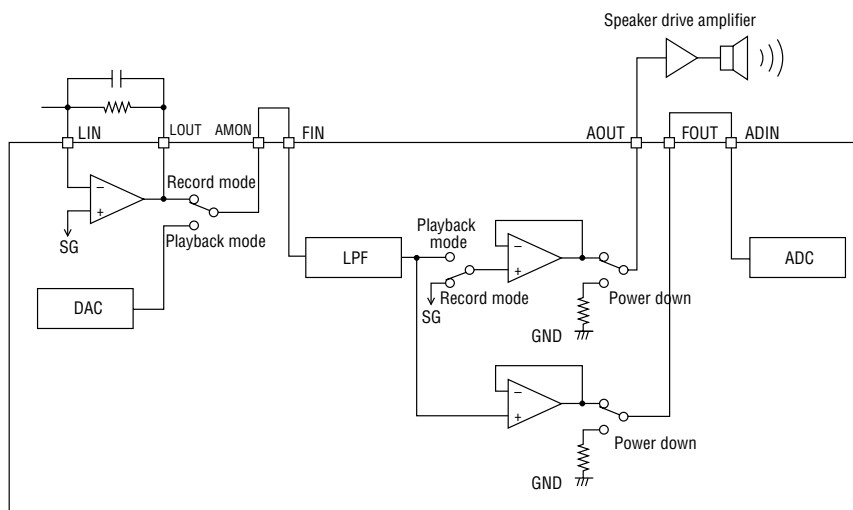 Speaker drive amplifier
LIN
LOUT
AMON
FIN
AOUT
FOUT
ADIN
−
+
SG
Record mode
Playback mode
DAC
LPF
Playback
mode
SG
Record mode
−
+
Power down
GND
ADC
−
+
Power down
GND